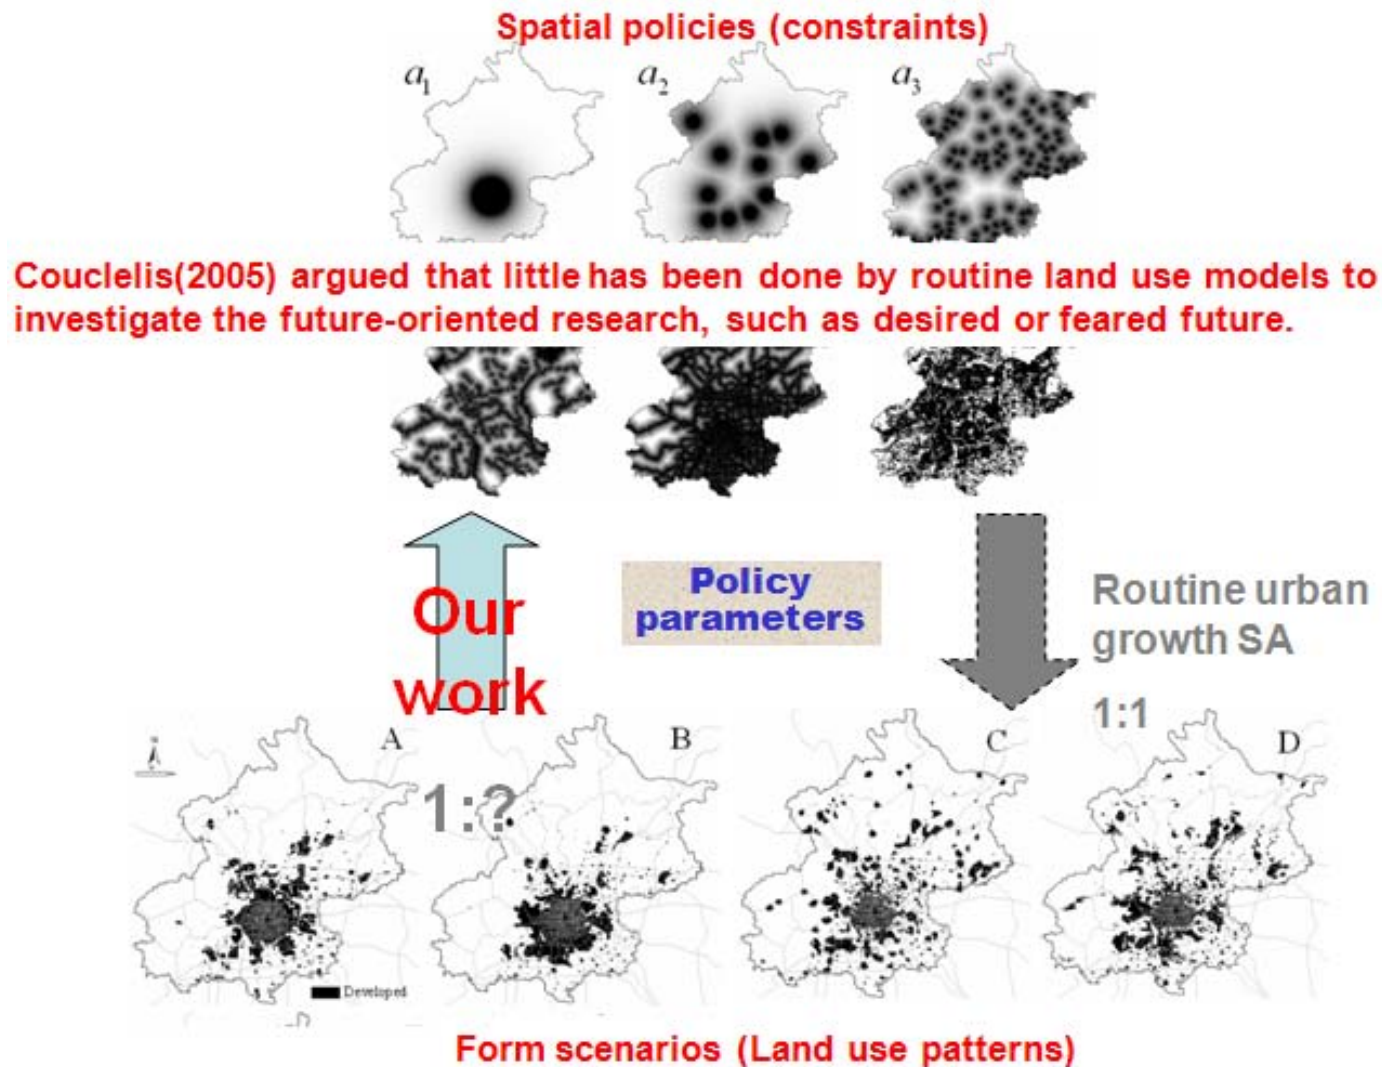 Spatial policies (constraints)
a1 a2 a3
Couclelis(2005) argued that little has been done by routine land use models to
investigate the future-oriented research, such as desired or feared future.
Our
work
Policy
parameters
Routine urban
growth SA
1:1
A B C D
1:?
Developed
Form scenarios (Land use patterns)